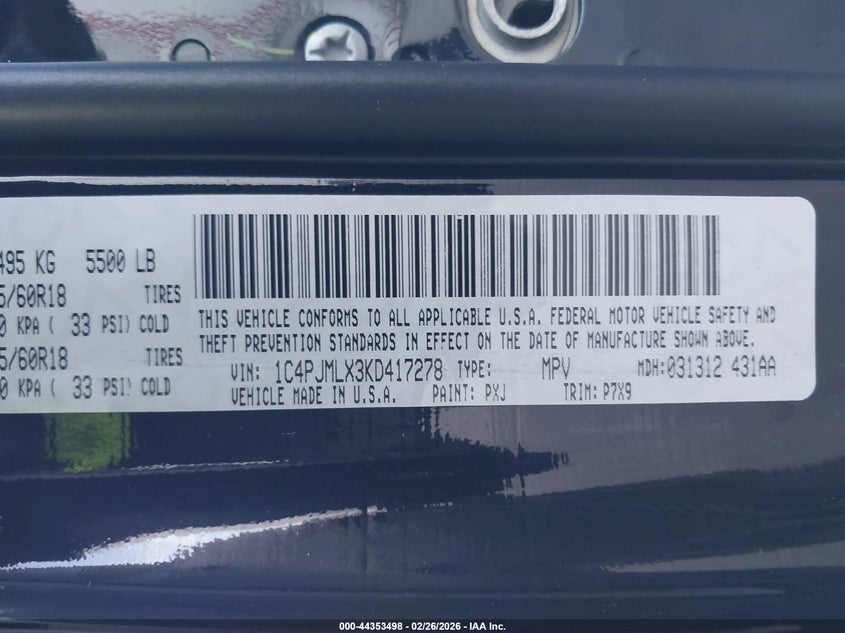 495 KG 5500 LB
5/60R18 TIRES
0 KPA ( 33 PSI) COLD
5/60R18 TIRES
0 KPA ( 33 PSI) COLD
THIS VEHICLE CONFORMS TO ALL APPLICABLE U.S.A. FEDERAL MOTOR VEHICLE SAFETY AND
THEFT PREVENTION STANDARDS IN EFFECT ON THE DATE OF MANUFACTURE SHOWN ABOVE.
VIN: 1C4PJMLX3KD417278 TYPE: MPV MDH:031312 431AA
VEHICLE MADE IN U.S.A. PAINT: PXJ TRIM: P7X9
000-44353498 - 02/26/2026 - IAA Inc.